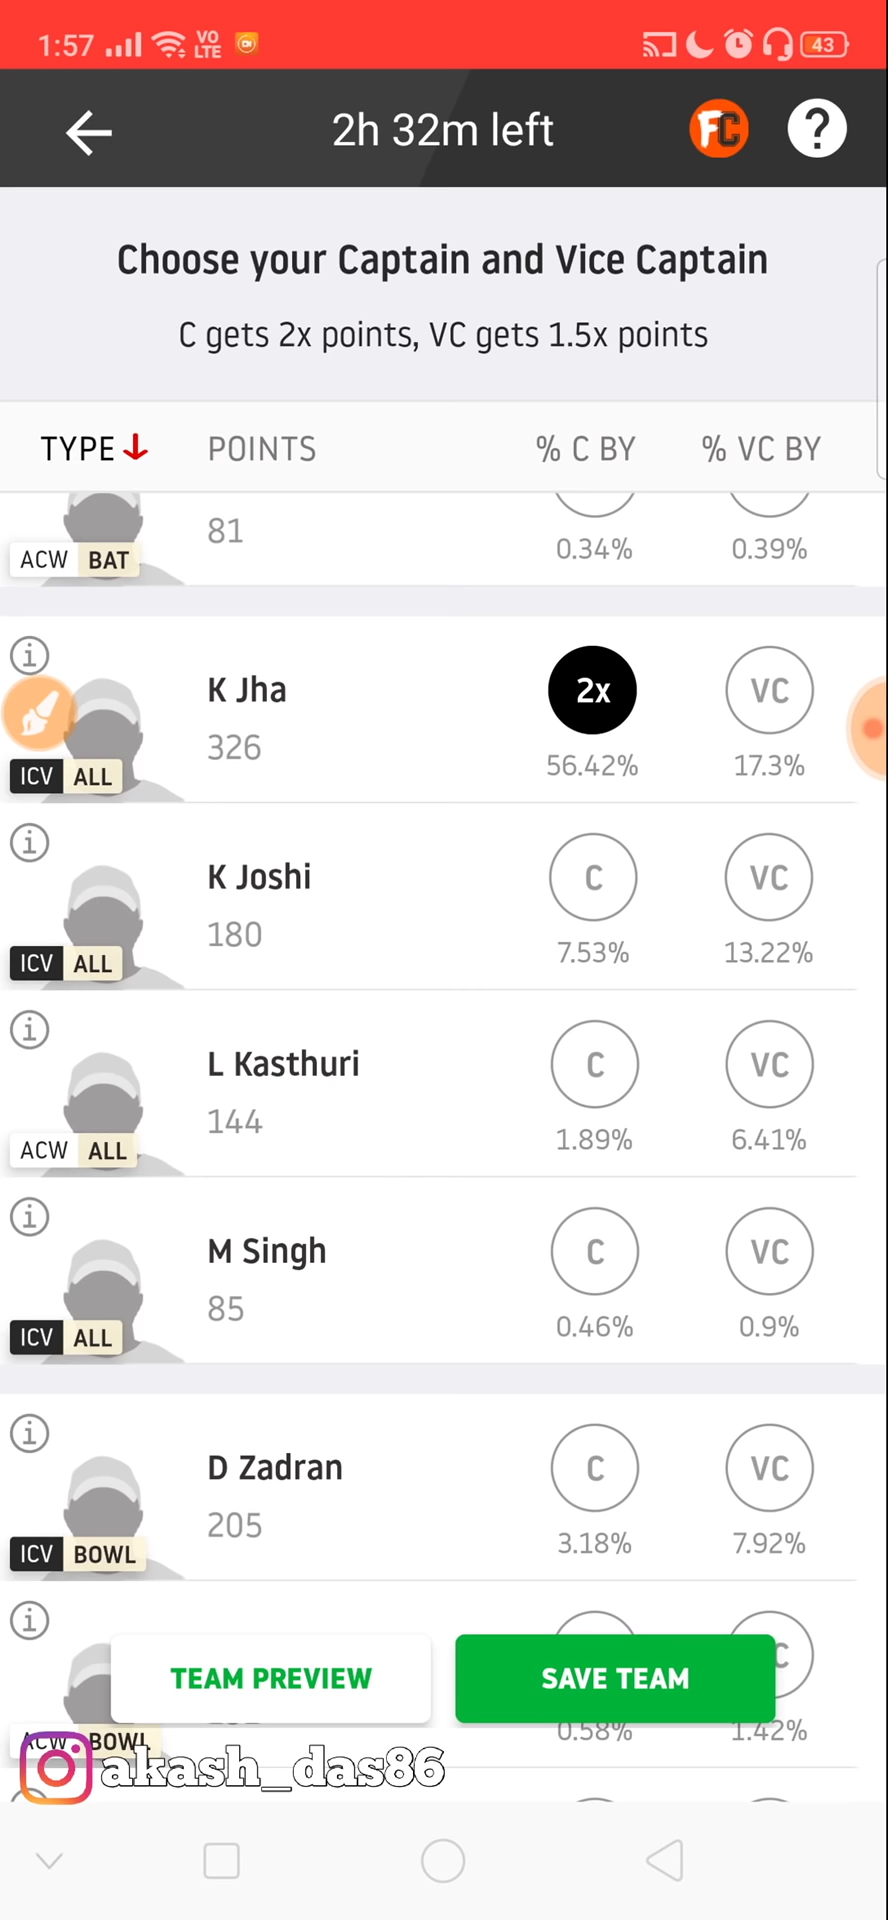 1:57 VO LTE 43
2h 32m left FC ?
Choose your Captain and Vice Captain
C gets 2x points, VC gets 1.5x points
TYPE POINTS % C BY % VC BY
81
ACW BAT 0.34% 0.39%
K Jha 2x VC
326
ICV ALL 56.42% 17.3%
K Joshi C VC
180
ICV ALL 7.53% 13.22%
L Kasthuri C VC
144
ACW ALL 1.89% 6.41%
M Singh C VC
85
ICV ALL 0.46% 0.9%
D Zadran C VC
205
ICV BOWL 3.18% 7.92%
TEAM PREVIEW SAVE TEAM C
ACW BOWL 0.58% 1.42%
akash_das86